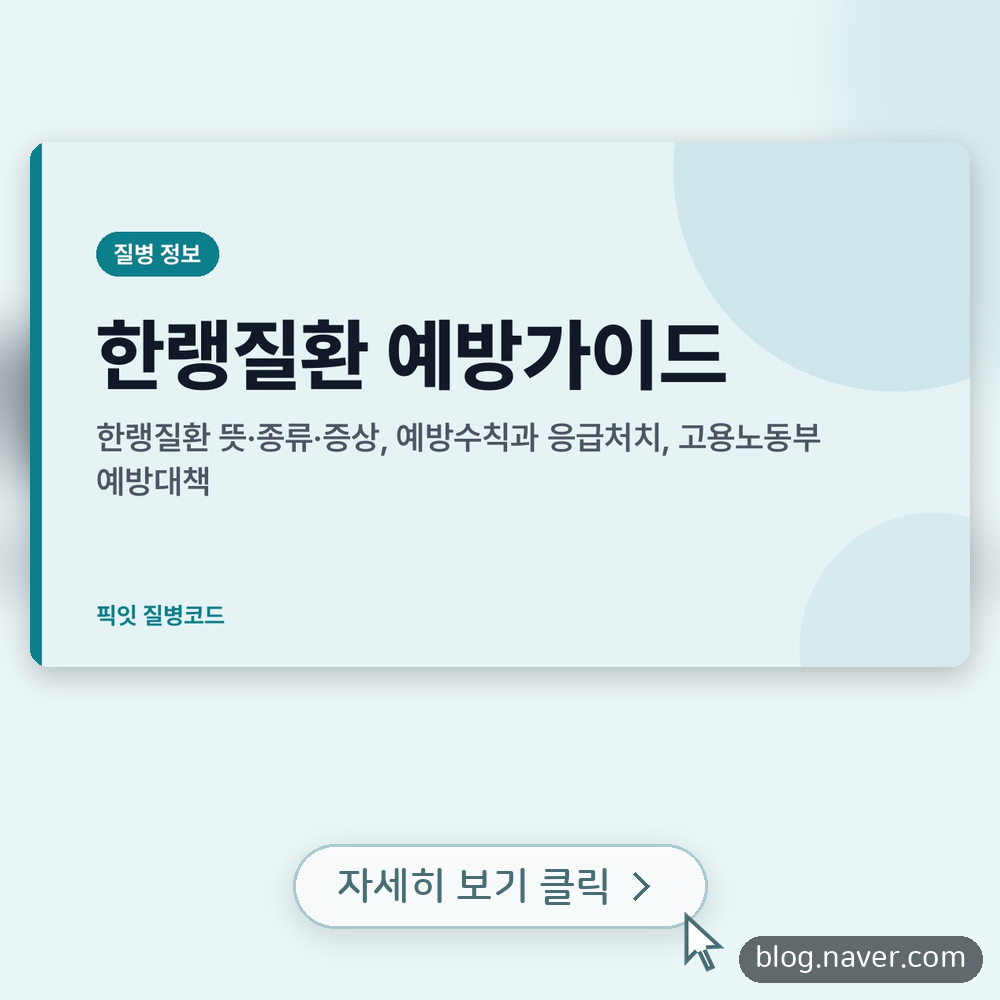 질병 정보
한랭질환 예방가이드
한랭질환 뜻·종류·증상, 예방수칙과 응급처치, 고용노동부
예방대책
픽잇 질병코드
자세히 보기 클릭
blog.naver.com